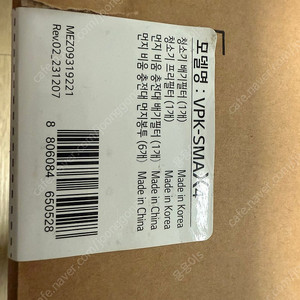 모델명 : VPK-SMAX4
청소기 배기필터 (1개) Made in Korea
청소기 프리필터 (1개) Made in Korea
먼지 비움 충전대 배기필터 (1개) Made in China
먼지 비움 충전대 먼지봉투 (6개) Made in China
MEZ09319221
Rev.02_231207
8 806084 650528